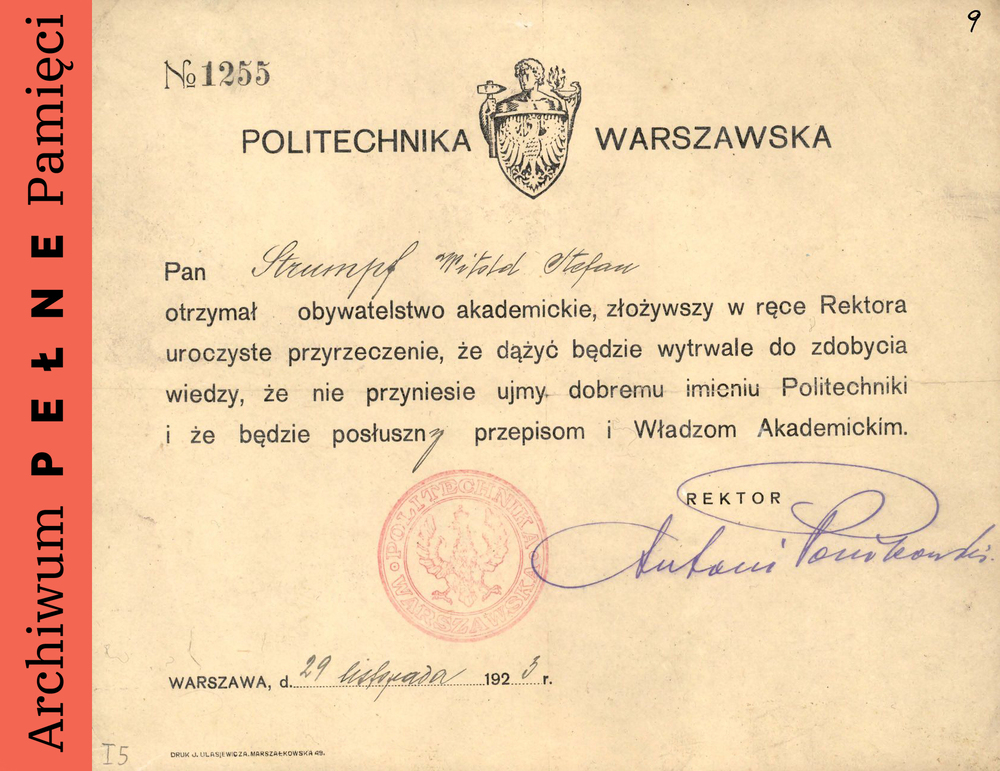 Archiwum PEŁNE Pamięci
9
№ 1255
POLITECHNIKA WARSZAWSKA
Pan Strumpf Witold Stefan
otrzymał obywatelstwo akademickie, złożywszy w ręce Rektora
uroczyste przyrzeczenie, że dążyć będzie wytrwale do zdobycia
wiedzy, że nie przyniesie ujmy dobremu imieniu Politechniki
i że będzie posłuszny przepisom i Władzom Akademickim.
REKTOR
Antoni Ponikowski.
POLITECHNIKA WARSZAWSKA
WARSZAWA, d. 29 listopada 1923 r.
I5
DRUK J. ULASIEWICZA, MARSZAŁKOWSKA 49.